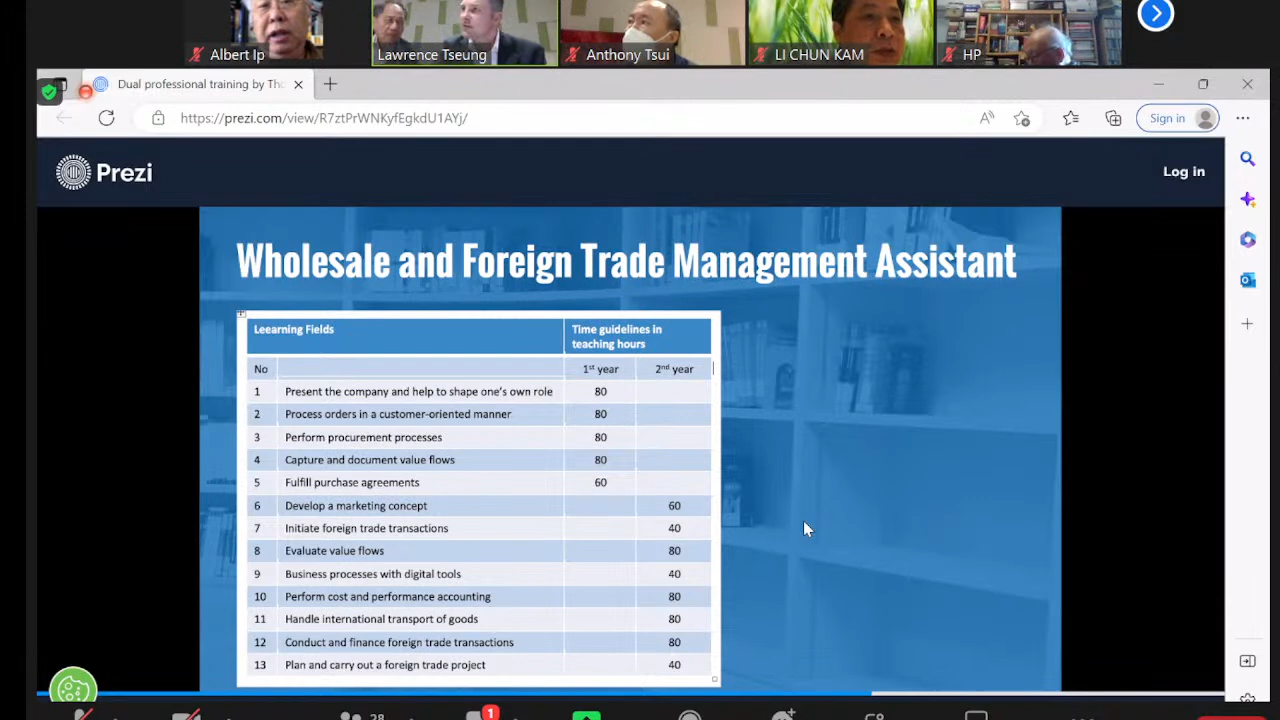 Albert Ip
Lawrence Tseung
Anthony Tsui
LI CHUN KAM
HP
Dual professional training by Tho
https://prezi.com/view/R7ztPrWNKyfEgkdU1AYj/
Sign in
Prezi
Log in
Wholesale and Foreign Trade Management Assistant
Leearning Fields
Time guidelines in
teaching hours
No 1st year 2nd year
1 Present the company and help to shape one's own role 80
2 Process orders in a customer-oriented manner 80
3 Perform procurement processes 80
4 Capture and document value flows 80
5 Fulfill purchase agreements 60
6 Develop a marketing concept 60
7 Initiate foreign trade transactions 40
8 Evaluate value flows 80
9 Business processes with digital tools 40
10 Perform cost and performance accounting 80
11 Handle international transport of goods 80
12 Conduct and finance foreign trade transactions 80
13 Plan and carry out a foreign trade project 40
28
1